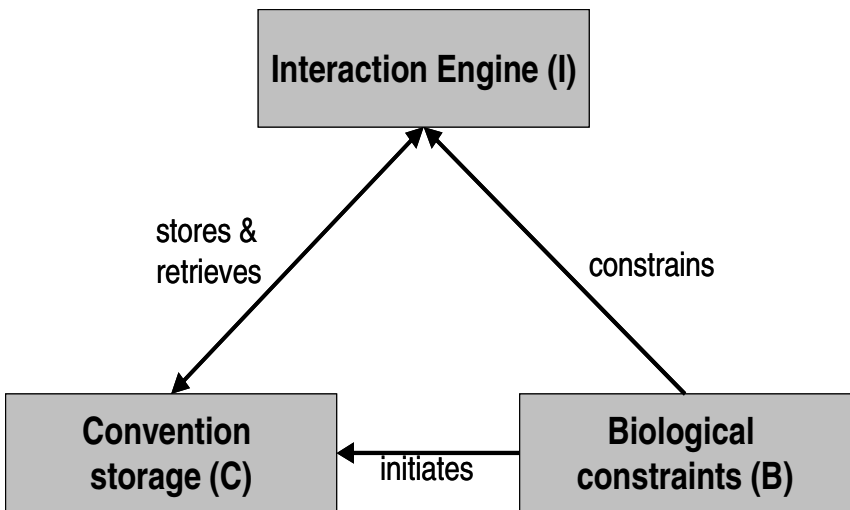 Interaction Engine (I)
stores &
retrieves
constrains
Convention
storage (C)
initiates
Biological
constraints (B)